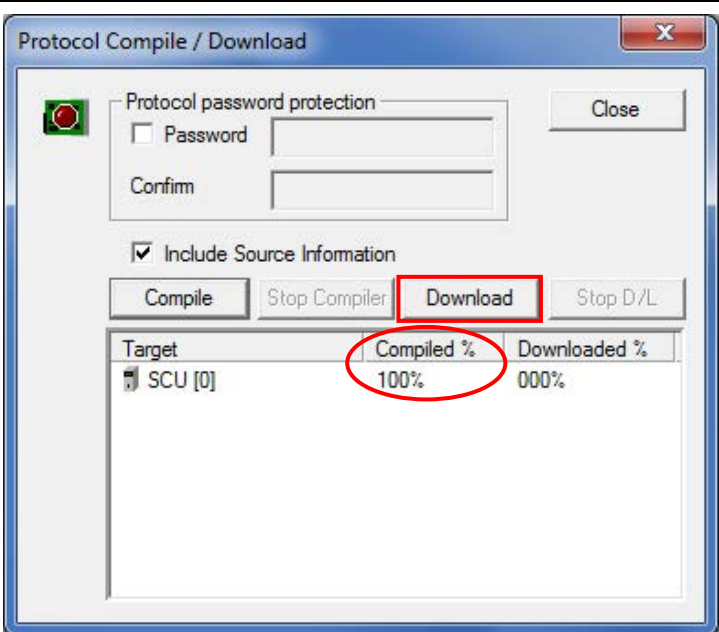 Protocol Compile / Download
Protocol password protection
Close
Password
Confirm
Include Source Information
Compile Stop Compiler Download Stop D/L
Target Compiled % Downloaded %
SCU [0] 100% 000%